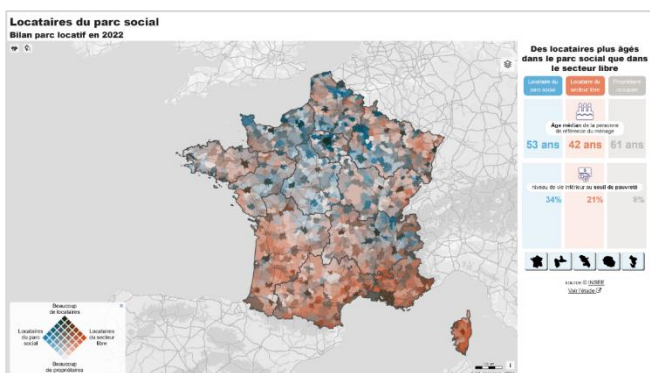 Locataires du parc social
Bilan parc locatif en 2022
Des locataires plus âgés
dans le parc social que dans
le secteur libre
Locataire du
parc social
Locataire du
secteur libre
Propriétaire
occupant
Âge médian de la personne
de référence du ménage
53 ans
42 ans
61 ans
niveau de vie inférieur au seuil de pauvreté
34%
21%
8%
source © INSEE
Voir l'étude
Beaucoup
de locataires
Locataires
du parc
social
Locataires
du secteur
libre
Beaucoup
de propriétaires